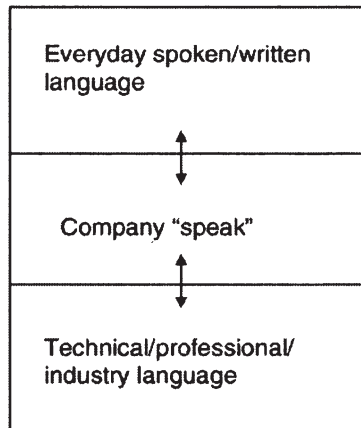 Everyday spoken/written
language
Company “speak”
Technical/professional/
industry language